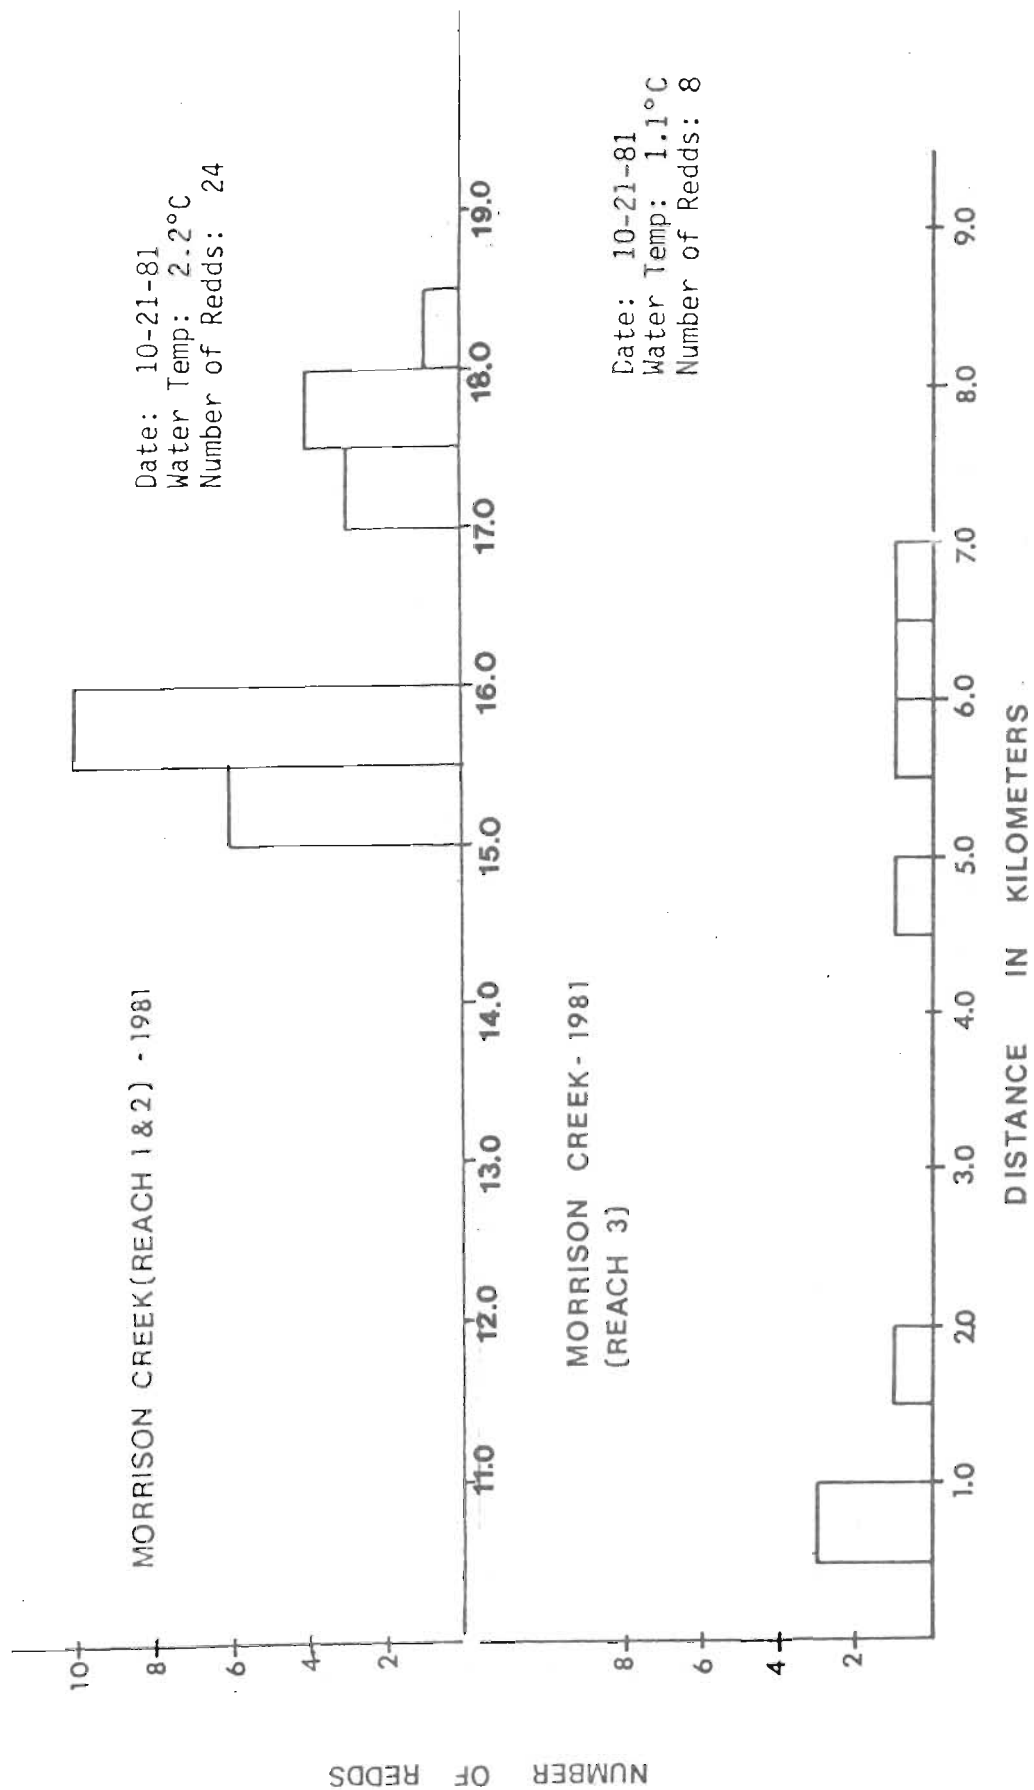 NUMBER OF REDDS
MORRISON CREEK(REACH 1 & 2) - 1981
Date: 10-21-81
Water Temp: 2.2°C
Number of Redds: 24
10
8
6
4
2
11.0 12.0 13.0 14.0 15.0 16.0 17.0 18.0 19.0
MORRISON CREEK - 1981
(REACH 3)
Date: 10-21-81
Water Temp: 1.1°C
Number of Redds: 8
8
6
4
2
1.0 2.0 3.0 4.0 5.0 6.0 7.0 8.0 9.0
DISTANCE IN KILOMETERS